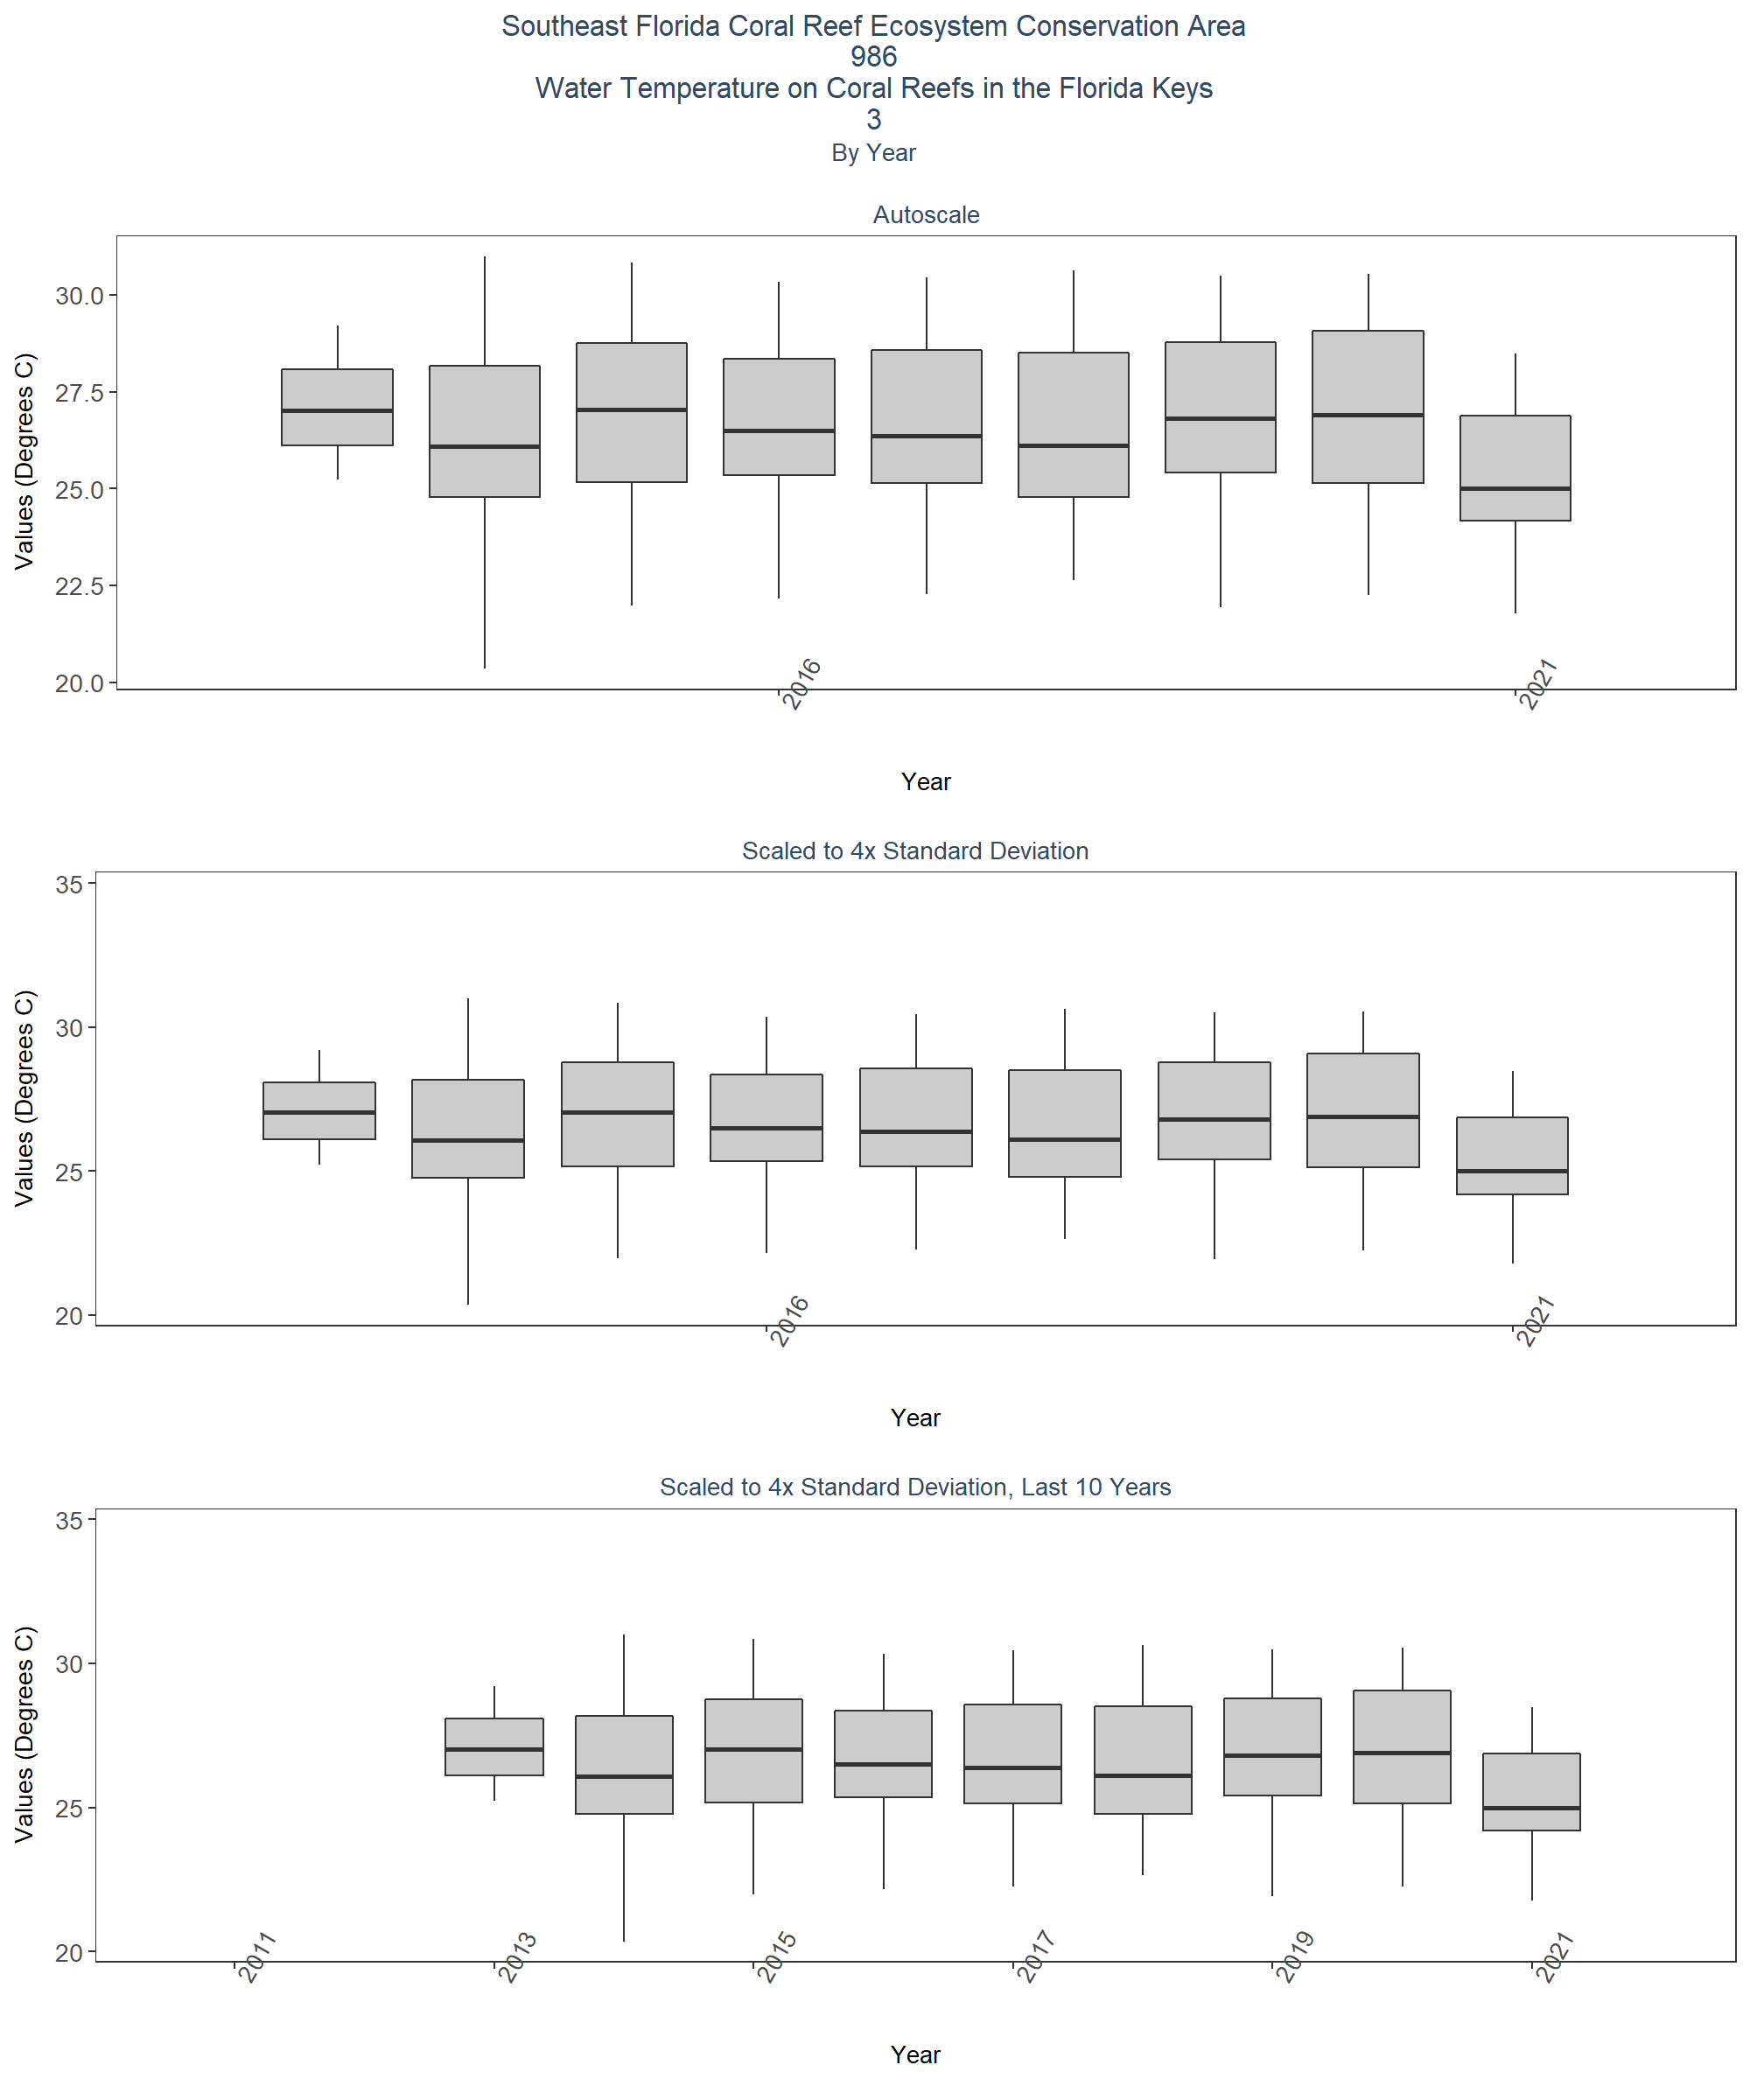 Southeast Florida Coral Reef Ecosystem Conservation Area
986
Water Temperature on Coral Reefs in the Florida Keys
3
By Year
Autoscale
Values (Degrees C)
30.0
27.5
25.0
22.5
20.0
2016
2021
Year
Scaled to 4x Standard Deviation
Values (Degrees C)
35
30
25
20
2016
2021
Year
Scaled to 4x Standard Deviation, Last 10 Years
Values (Degrees C)
35
30
25
20
2011
2013
2015
2017
2019
2021
Year